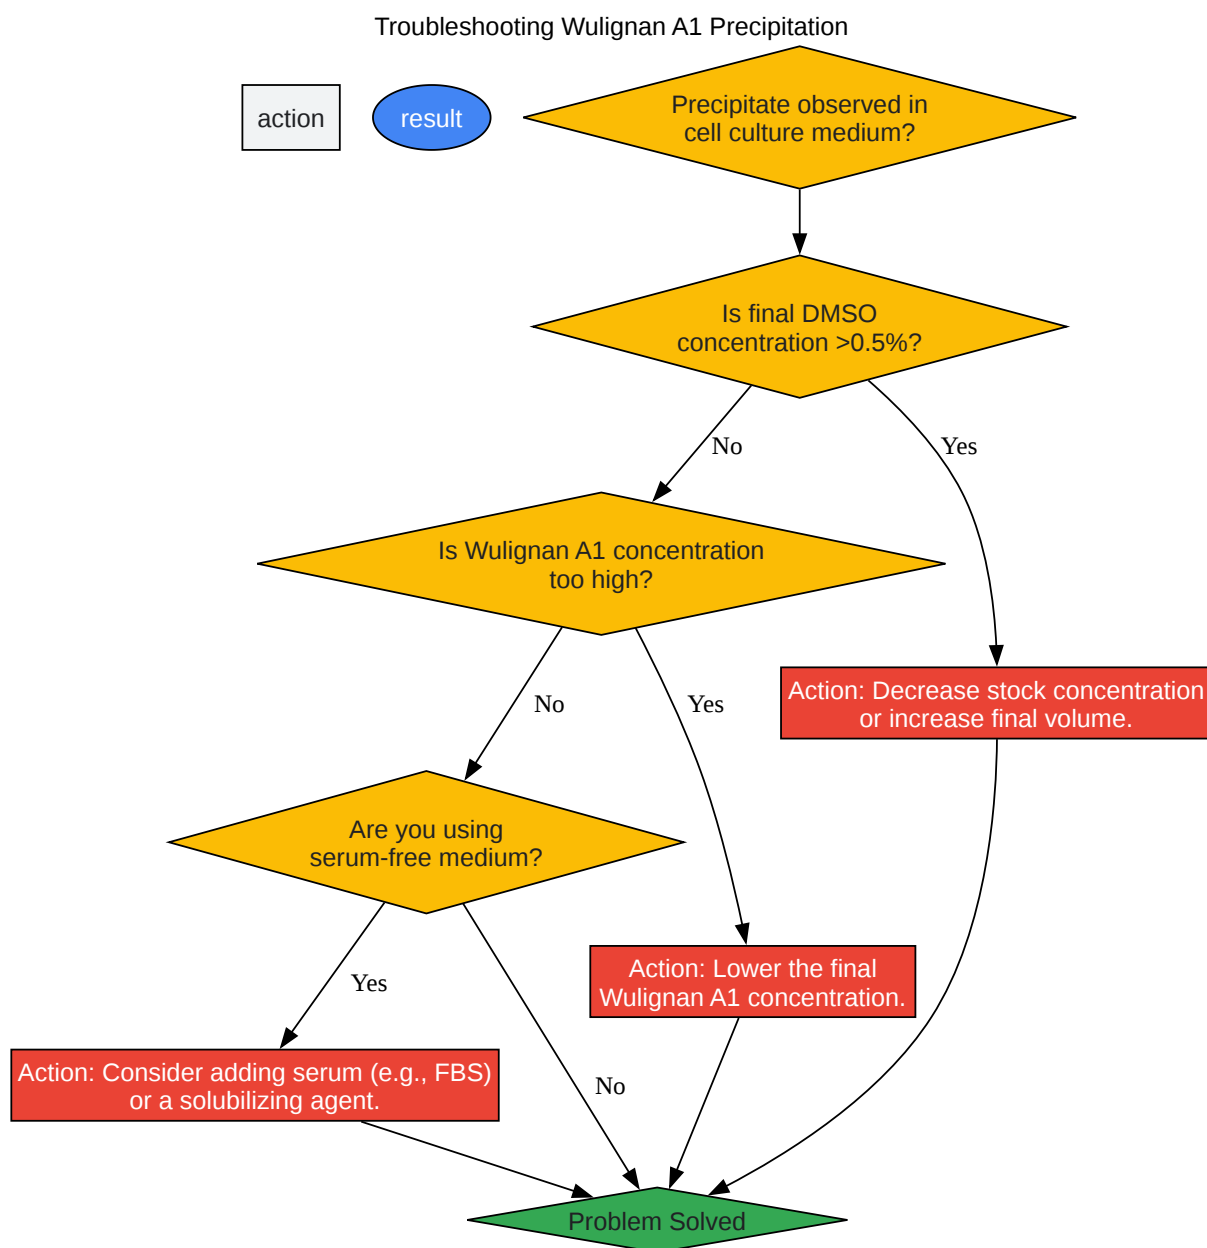 Troubleshooting Wulignan A1 Precipitation
action
result
Precipitate observed in
cell culture medium?
Is final DMSO
concentration >0.5%?
No
Yes
Is Wulignan A1 concentration
too high?
No
Yes
Action: Decrease stock concentration
or increase final volume.
Are you using
serum-free medium?
Yes
No
Action: Lower the final
Wulignan A1 concentration.
Action: Consider adding serum (e.g., FBS)
or a solubilizing agent.
Problem Solved